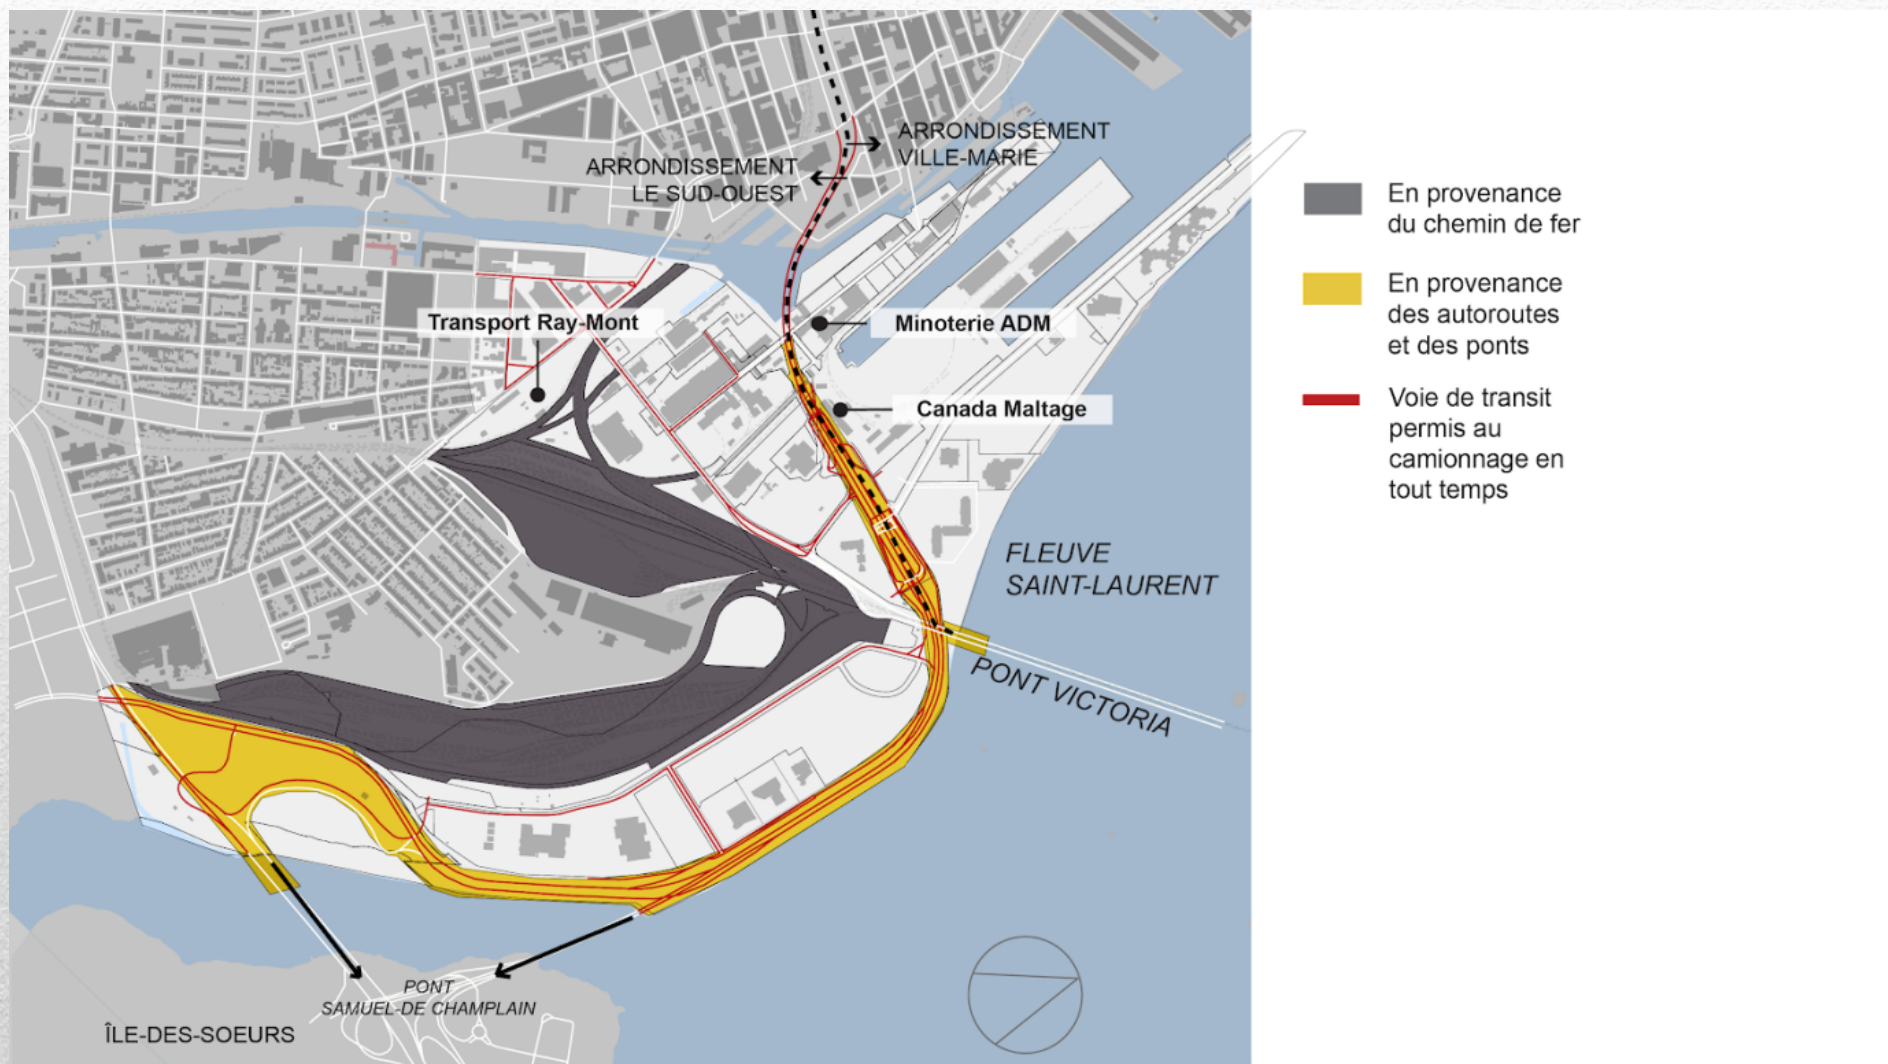 ARRONDISSEMENT
VILLE-MARIE
ARRONDISSEMENT
LE SUD-OUEST
Transport Ray-Mont
Minoterie ADM
Canada Maltage
FLEUVE
SAINT-LAURENT
PONT VICTORIA
PONT
SAMUEL-DE CHAMPLAIN
ÎLE-DES-SOEURS
En provenance
du chemin de fer
En provenance
des autoroutes
et des ponts
Voie de transit
permis au
camionnage en
tout temps